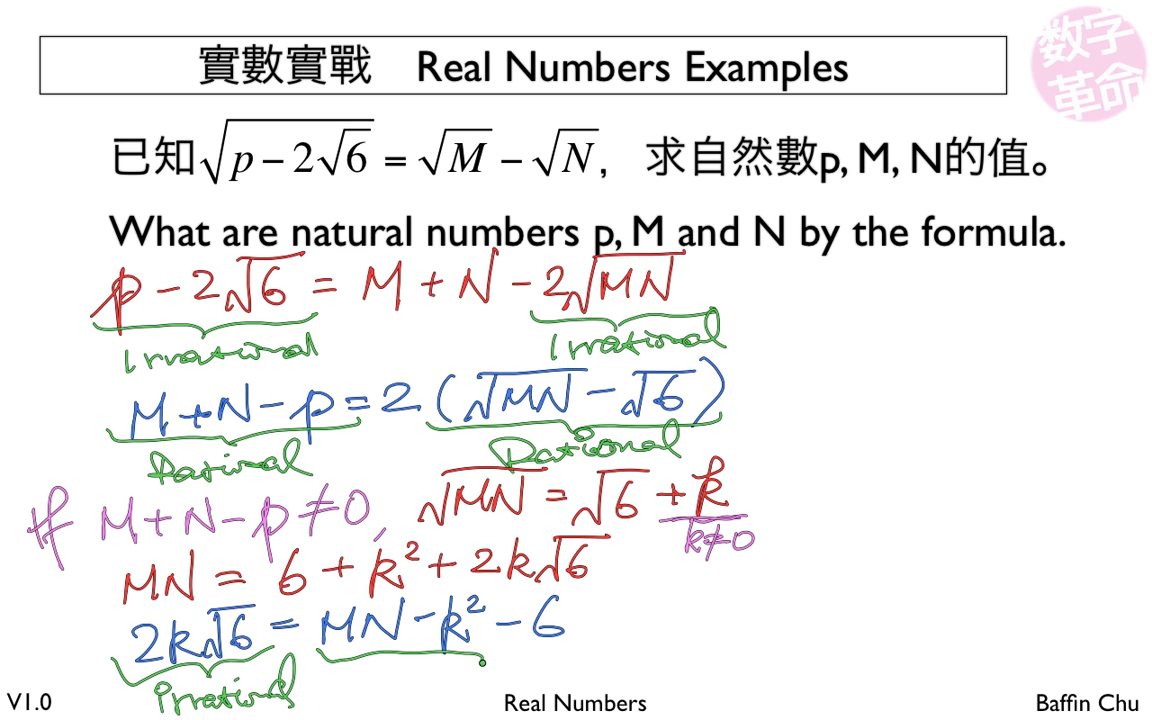 實數實戰 Real Numbers Examples
数字
革命
已知√(p − 2√6) = √M − √N, 求自然數p, M, N的值。
What are natural numbers p, M and N by the formula.
p − 2√6 = M + N − 2√MN
Irrational Irrational
M + N − p = 2 (√MN − √6)
Rational Rational
If M + N − p ≠ 0, √MN = √6 + k
k ≠ 0
MN = 6 + k² + 2k√6
2k√6 = MN − k² − 6
irrational
V1.0 Real Numbers Baffin Chu